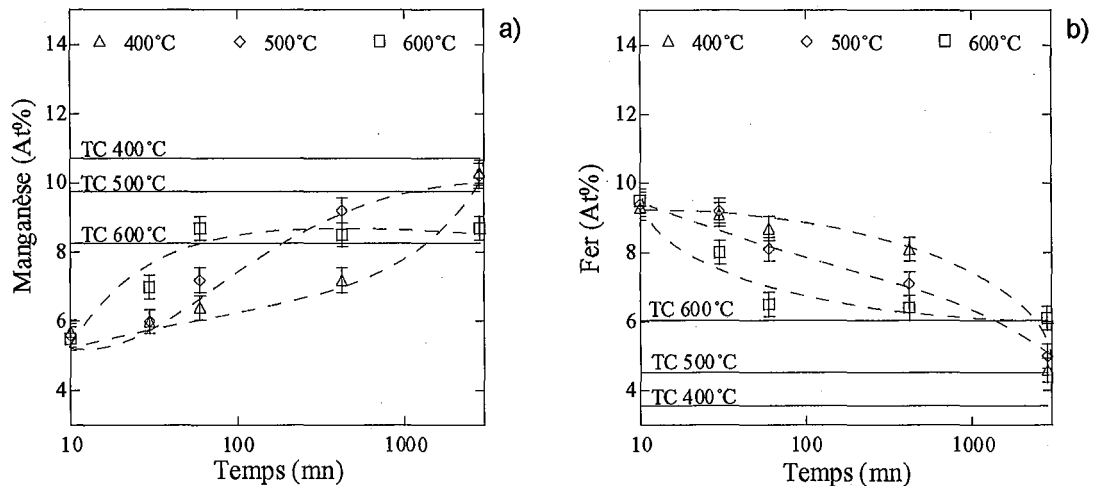 a)
14
400°C
500°C
600°C
12
TC 400°C
10
TC 500°C
TC 600°C
8
6
4
Manganèse (At%)
10
100
1000
Temps (mn)
b)
14
400°C
500°C
600°C
12
10
8
6
TC 600°C
TC 500°C
4
TC 400°C
Fer (At%)
10
100
1000
Temps (mn)